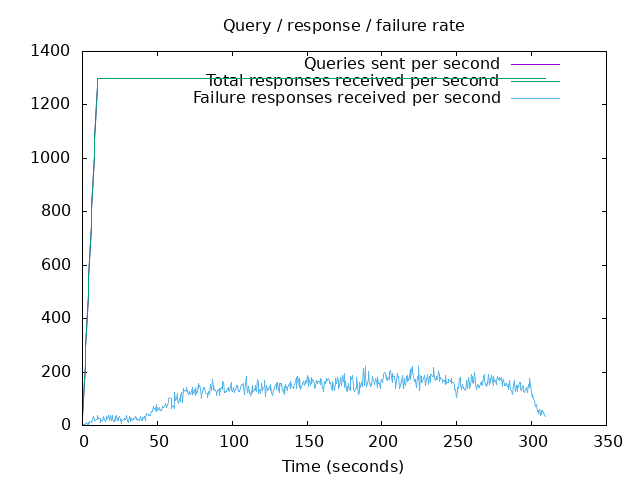 Query / response / failure rate
1400
1200
1000
800
600
400
200
0
Queries sent per second
Total responses received per second
Failure responses received per second
0 50 100 150 200 250 300 350
Time (seconds)